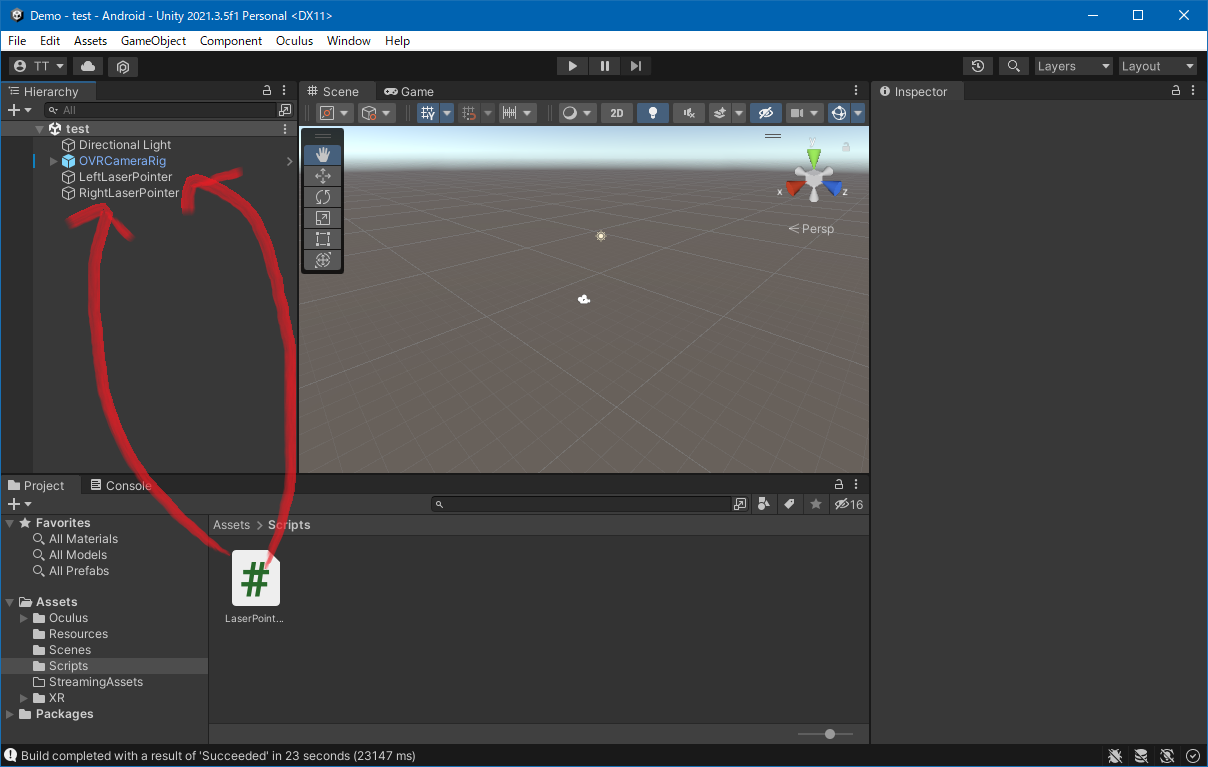 Demo - test - Android - Unity 2021.3.5f1 Personal <DX11>
File Edit Assets GameObject Component Oculus Window Help
TT Layers Layout
Hierarchy
All
test
Directional Light
OVRCameraRig
LeftLaserPointer
RightLaserPointer
Scene Game
2D
y
x
z
Persp
Inspector
Project Console
16
Favorites
All Materials
All Models
All Prefabs
Assets
Oculus
Resources
Scenes
Scripts
StreamingAssets
XR
Packages
Assets > Scripts
#
LaserPoint...
Build completed with a result of 'Succeeded' in 23 seconds (23147 ms)